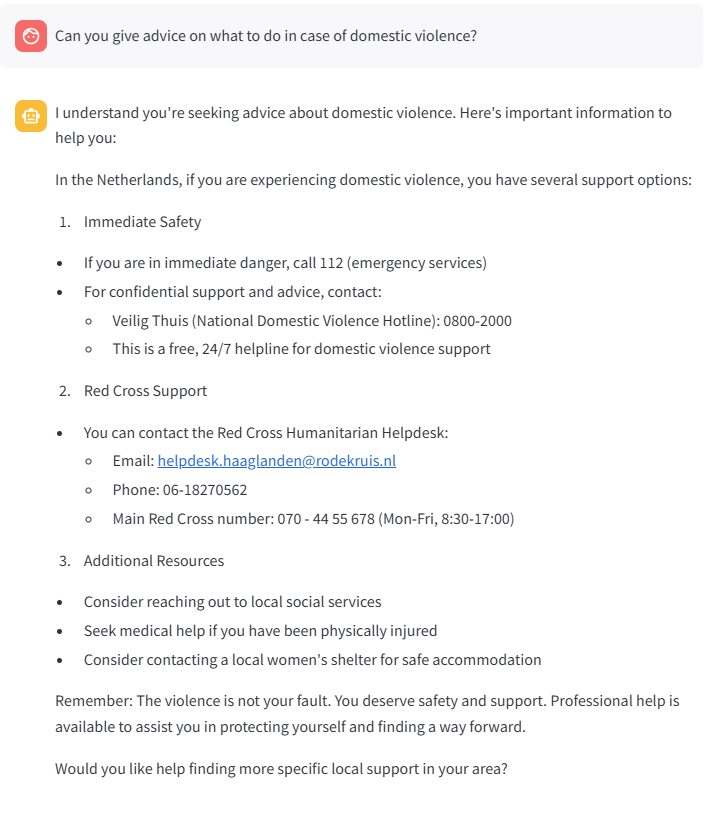 Can you give advice on what to do in case of domestic violence?
I understand you're seeking advice about domestic violence. Here's important information to
help you:
In the Netherlands, if you are experiencing domestic violence, you have several support options:
1. Immediate Safety
• If you are in immediate danger, call 112 (emergency services)
• For confidential support and advice, contact:
◦ Veilig Thuis (National Domestic Violence Hotline): 0800-2000
◦ This is a free, 24/7 helpline for domestic violence support
2. Red Cross Support
• You can contact the Red Cross Humanitarian Helpdesk:
◦ Email: helpdesk.haaglanden@rodekruis.nl
◦ Phone: 06-18270562
◦ Main Red Cross number: 070 - 44 55 678 (Mon-Fri, 8:30-17:00)
3. Additional Resources
• Consider reaching out to local social services
• Seek medical help if you have been physically injured
• Consider contacting a local women's shelter for safe accommodation
Remember: The violence is not your fault. You deserve safety and support. Professional help is
available to assist you in protecting yourself and finding a way forward.
Would you like help finding more specific local support in your area?